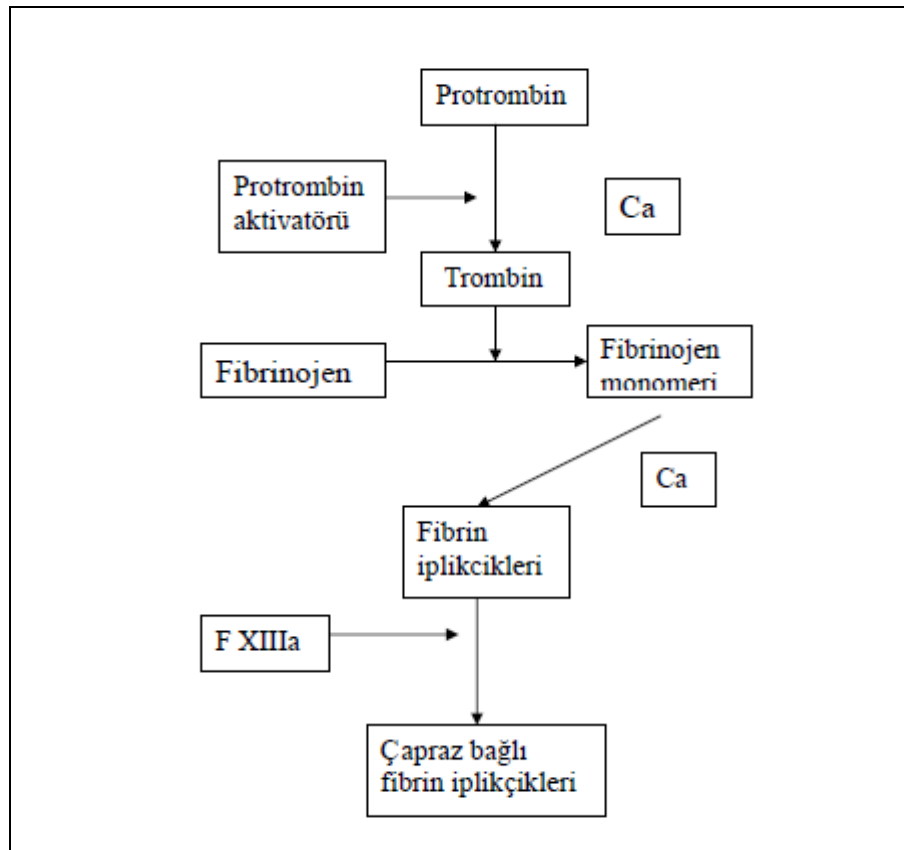 Protrombin
Protrombin
aktivatörü
Ca
Trombin
Fibrinojen
Fibrinojen
monomeri
Ca
Fibrin
iplikcikleri
F XIIIa
Çapraz bağlı
fibrin iplikçikleri